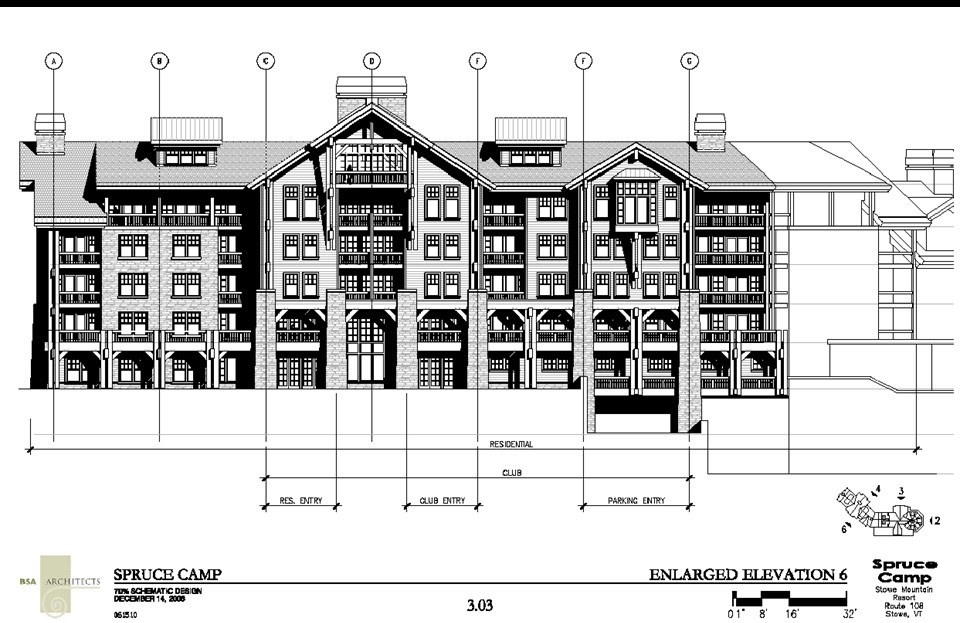 A B C D F F G
RESIDENTIAL
CLUB
RES. ENTRY CLUB ENTRY PARKING ENTRY
4
3
2
6
BSA ARCHITECTS
SPRUCE CAMP
70% SCHEMATIC DESIGN
DECEMBER 14, 2006
3.03
ENLARGED ELEVATION 6
0 1' 8' 16' 32'
Spruce
Camp
Stowe Mountain
Resort
Route 108
Stowe, VT